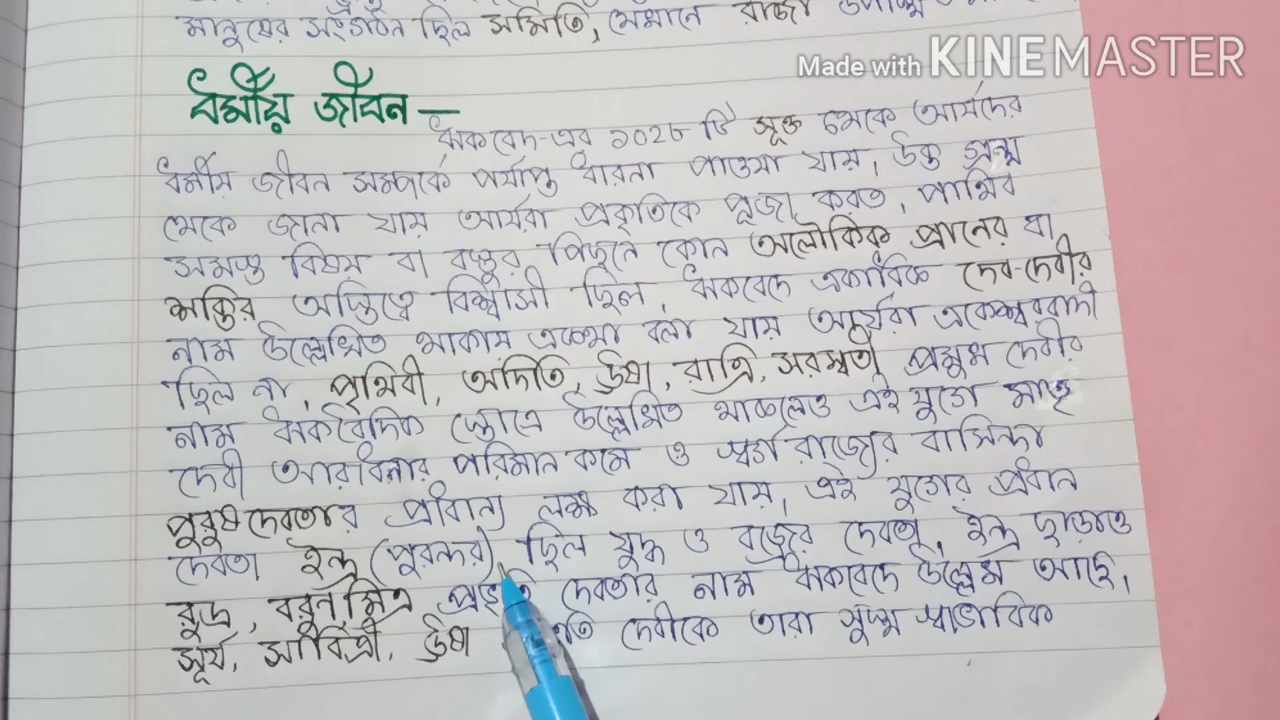 মানুষের সংগঠন ছিল সমিতি, সেখানে রাজা
Made with KINEMASTER
ধর্মীয় জীবন —
ঋকবেদ-এর ১০২৮ টি সূক্ত থেকে আর্যদের
ধর্মীয় জীবন সম্পর্কে পর্যাপ্ত ধারনা পাওয়া যায়, উক্ত গ্রন্থ
থেকে জানা যায় আর্যরা প্রকৃতিকে পূজা করত, পার্থিব
সমস্ত বিষয় বা বস্তুর পিছনে কোন অলৌকিক প্রানের বা
শক্তির অস্তিত্বে বিশ্বাসী ছিল, ঋকবেদে একাধিক দেব-দেবীর
নাম উল্লেখিত থাকায় একথা বলা যায় আর্যরা একেশ্বরবাদী
ছিল না, পৃথিবী, অদিতি, ঊষা, রাত্রি, সরস্বতী প্রমুখ দেবীর
নাম ঋকবৈদিক স্তোত্রে উল্লেখিত থাকলেও এই যুগে মাতৃ
দেবী আরাধনার পরিমান কমে ও স্বর্গরাজ্যের বাসিন্দা
পুরুষদেবতার প্রাধান্য লক্ষ করা যায়, এই যুগের প্রধান
দেবতা ইন্দ্র (পুরন্দর) ছিল যুদ্ধ ও বজ্রের দেবতা, ইন্দ্র ছাড়াও
রুদ্র, বরুন, মিত্র প্রভৃতি দেবতার নাম ঋকবেদে উল্লেখ আছে,
সূর্য, সাবিত্রী, ঊষা দেবীকে তারা স্বাভাবিক